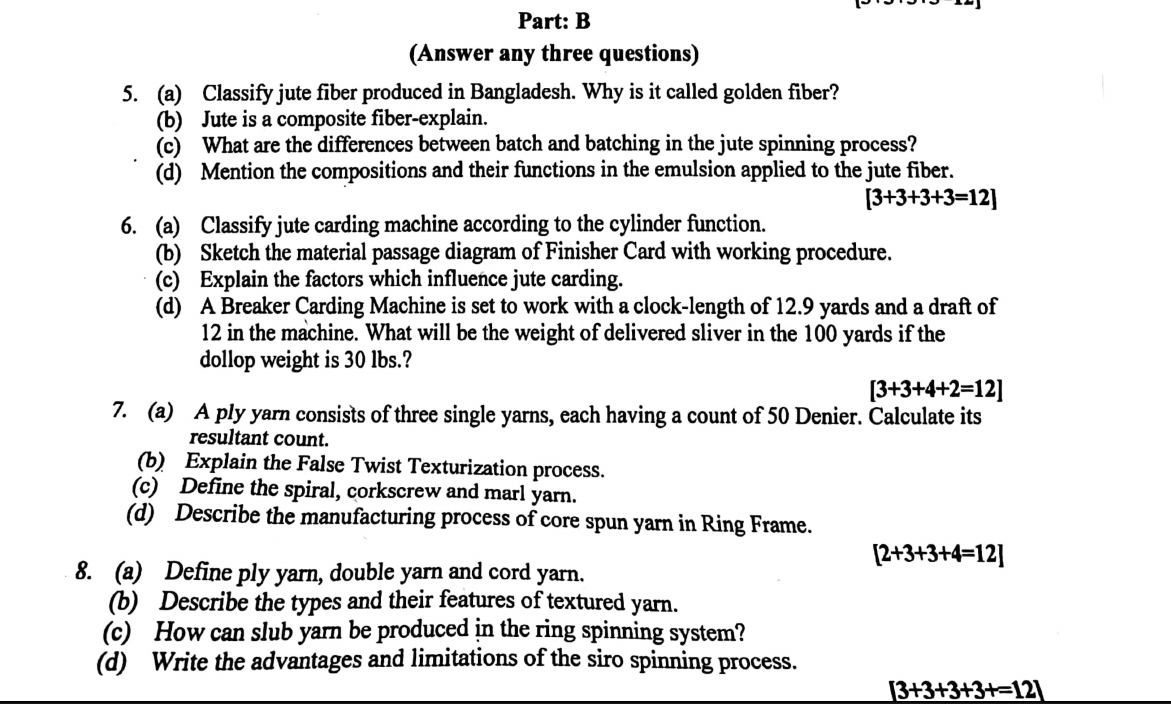 Part: B
(Answer any three questions)
5. (a) Classify jute fiber produced in Bangladesh. Why is it called golden fiber?
(b) Jute is a composite fiber-explain.
(c) What are the differences between batch and batching in the jute spinning process?
(d) Mention the compositions and their functions in the emulsion applied to the jute fiber.
[3+3+3+3=12]
6. (a) Classify jute carding machine according to the cylinder function.
(b) Sketch the material passage diagram of Finisher Card with working procedure.
(c) Explain the factors which influence jute carding.
(d) A Breaker Carding Machine is set to work with a clock-length of 12.9 yards and a draft of
12 in the machine. What will be the weight of delivered sliver in the 100 yards if the
dollop weight is 30 lbs.?
[3+3+4+2=12]
7. (a) A ply yarn consists of three single yarns, each having a count of 50 Denier. Calculate its
resultant count.
(b) Explain the False Twist Texturization process.
(c) Define the spiral, corkscrew and marl yarn.
(d) Describe the manufacturing process of core spun yarn in Ring Frame.
[2+3+3+4=12]
8. (a) Define ply yarn, double yarn and cord yarn.
(b) Describe the types and their features of textured yarn.
(c) How can slub yarn be produced in the ring spinning system?
(d) Write the advantages and limitations of the siro spinning process.
[3+3+3+3+=12]